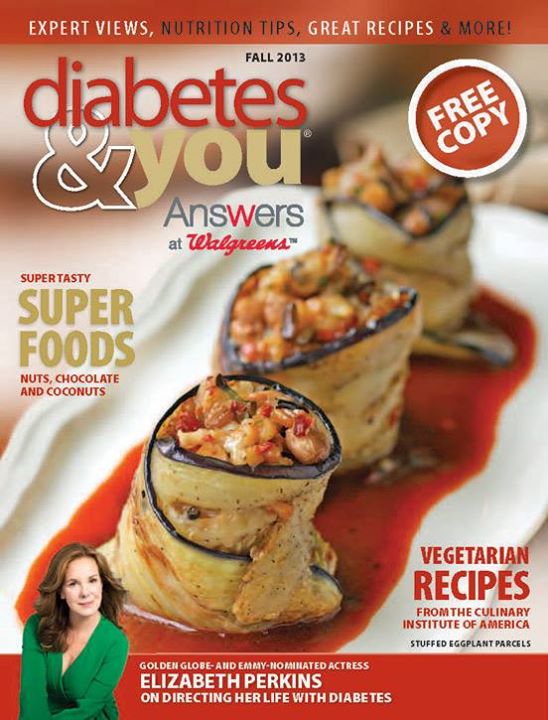 EXPERT VIEWS, NUTRITION TIPS, GREAT RECIPES & MORE!
FALL 2013
diabetes
&you®
Answers
at Walgreens™
FREE
COPY
SUPER TASTY
SUPER
FOODS
NUTS, CHOCOLATE
AND COCONUTS
VEGETARIAN
RECIPES
FROM THE CULINARY
INSTITUTE OF AMERICA
STUFFED EGGPLANT PARCELS
GOLDEN GLOBE- AND EMMY-NOMINATED ACTRESS
ELIZABETH PERKINS
ON DIRECTING HER LIFE WITH DIABETES